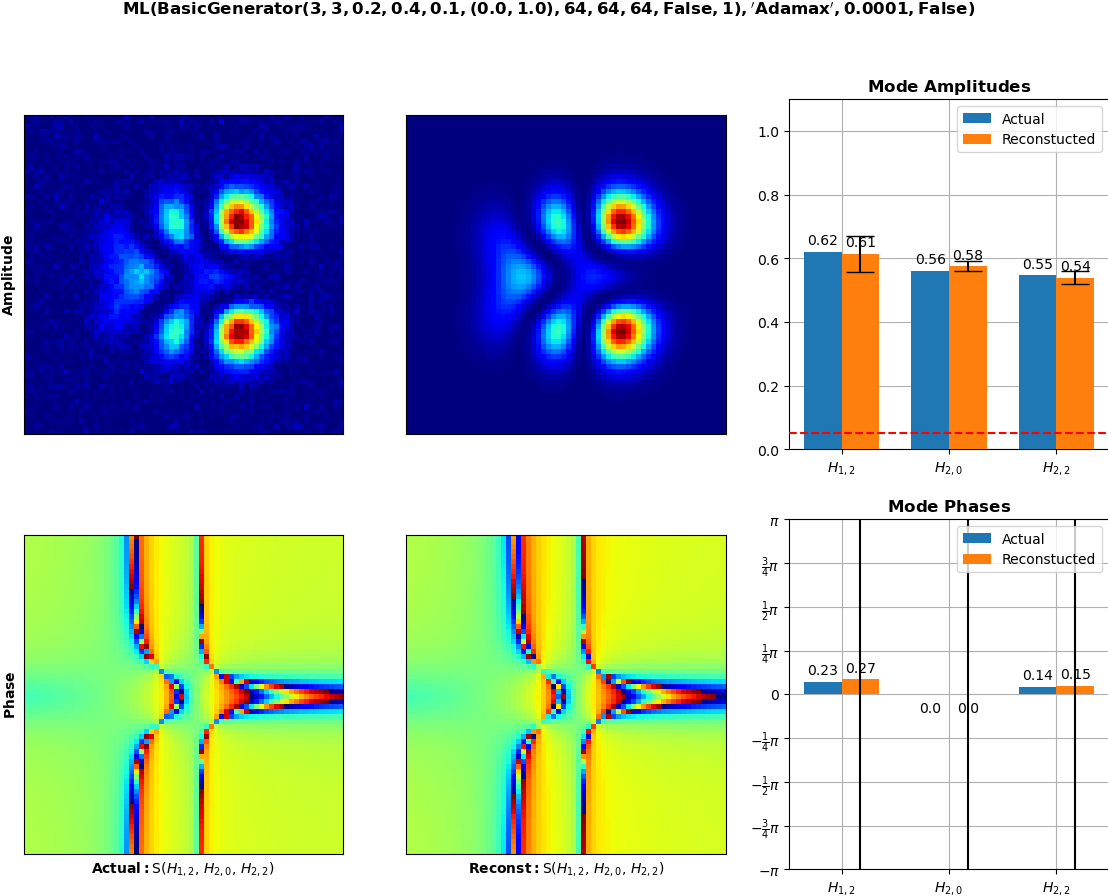 ML(BasicGenerator(3, 3, 0.2, 0.4, 0.1, (0.0, 1.0), 64, 64, 64, False, 1), ′Adamax′, 0.0001, False)
Amplitude
Mode Amplitudes
Actual
Reconstucted
1.0
0.8
0.6
0.4
0.2
0.0
0.62
0.61
0.56
0.58
0.55
0.54
H1,2
H2,0
H2,2
Phase
Actual: S(H1,2, H2,0, H2,2)
Reconst: S(H1,2, H2,0, H2,2)
Mode Phases
Actual
Reconstucted
π
3/4π
1/2π
1/4π
0
−1/4π
−1/2π
−3/4π
−π
0.23
0.27
0.0
0.0
0.14
0.15
H1,2
H2,0
H2,2